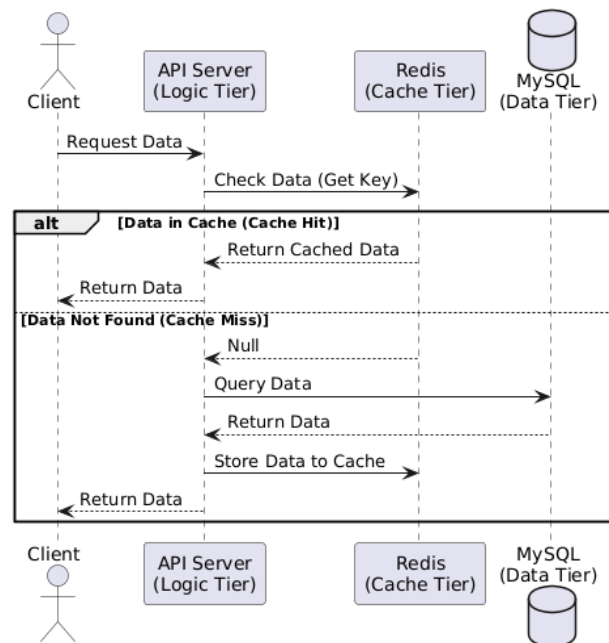 Client
API Server
(Logic Tier)
Redis
(Cache Tier)
MySQL
(Data Tier)
Request Data
Check Data (Get Key)
alt [Data in Cache (Cache Hit)]
Return Cached Data
Return Data
[Data Not Found (Cache Miss)]
Null
Query Data
Return Data
Store Data to Cache
Return Data
Client
API Server
(Logic Tier)
Redis
(Cache Tier)
MySQL
(Data Tier)